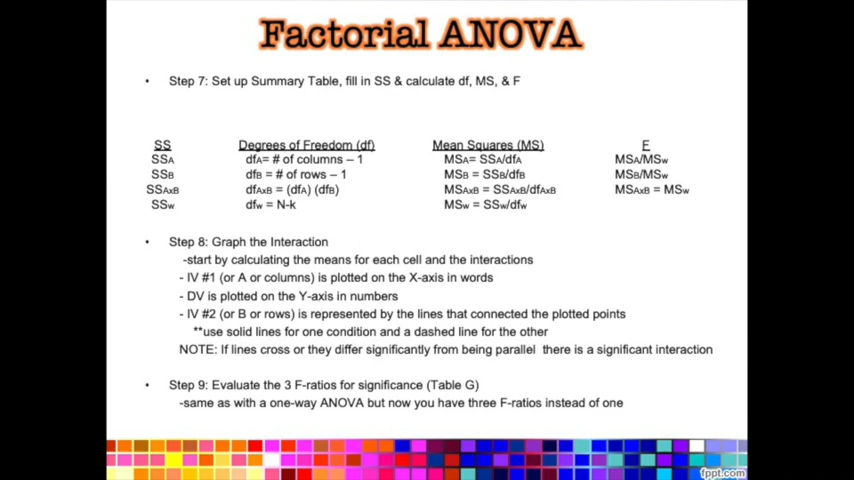 Factorial ANOVA
• Step 7: Set up Summary Table, fill in SS & calculate df, MS, & F
SS Degrees of Freedom (df) Mean Squares (MS) F
SSA dfA= # of columns – 1 MSA= SSA/dfA MSA/MSw
SSB dfB = # of rows – 1 MSB = SSB/dfB MSB/MSw
SSAxB dfAxB = (dfA) (dfB) MSAxB = SSAxB/dfAxB MSAxB = MSw
SSw dfw = N-k MSw = SSw/dfw
• Step 8: Graph the Interaction
-start by calculating the means for each cell and the interactions
- IV #1 (or A or columns) is plotted on the X-axis in words
- DV is plotted on the Y-axis in numbers
- IV #2 (or B or rows) is represented by the lines that connected the plotted points
**use solid lines for one condition and a dashed line for the other
NOTE: If lines cross or they differ significantly from being parallel there is a significant interaction
• Step 9: Evaluate the 3 F-ratios for significance (Table G)
-same as with a one-way ANOVA but now you have three F-ratios instead of one
fppt.com